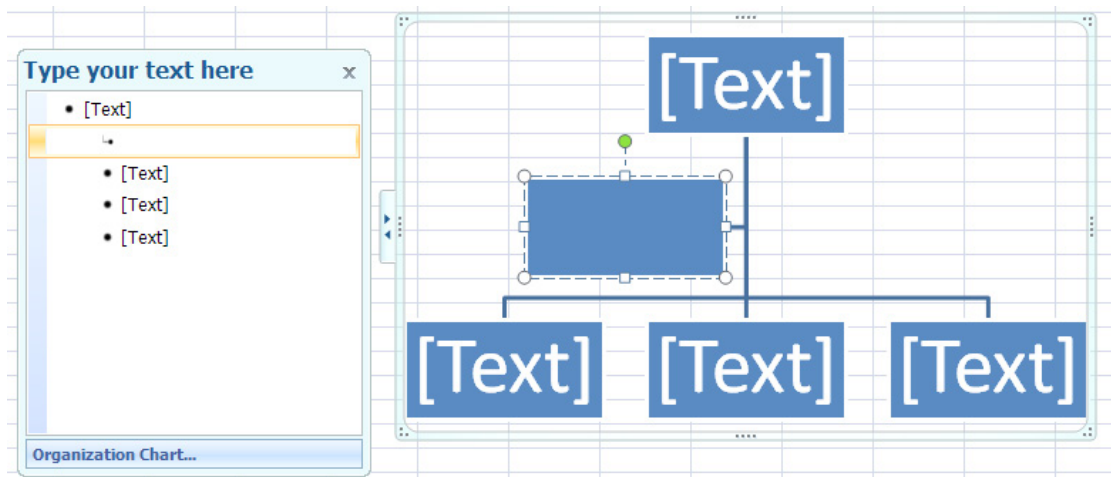 Type your text here x
• [Text]
• [Text]
• [Text]
• [Text]
Organization Chart...
[Text]
[Text] [Text] [Text]